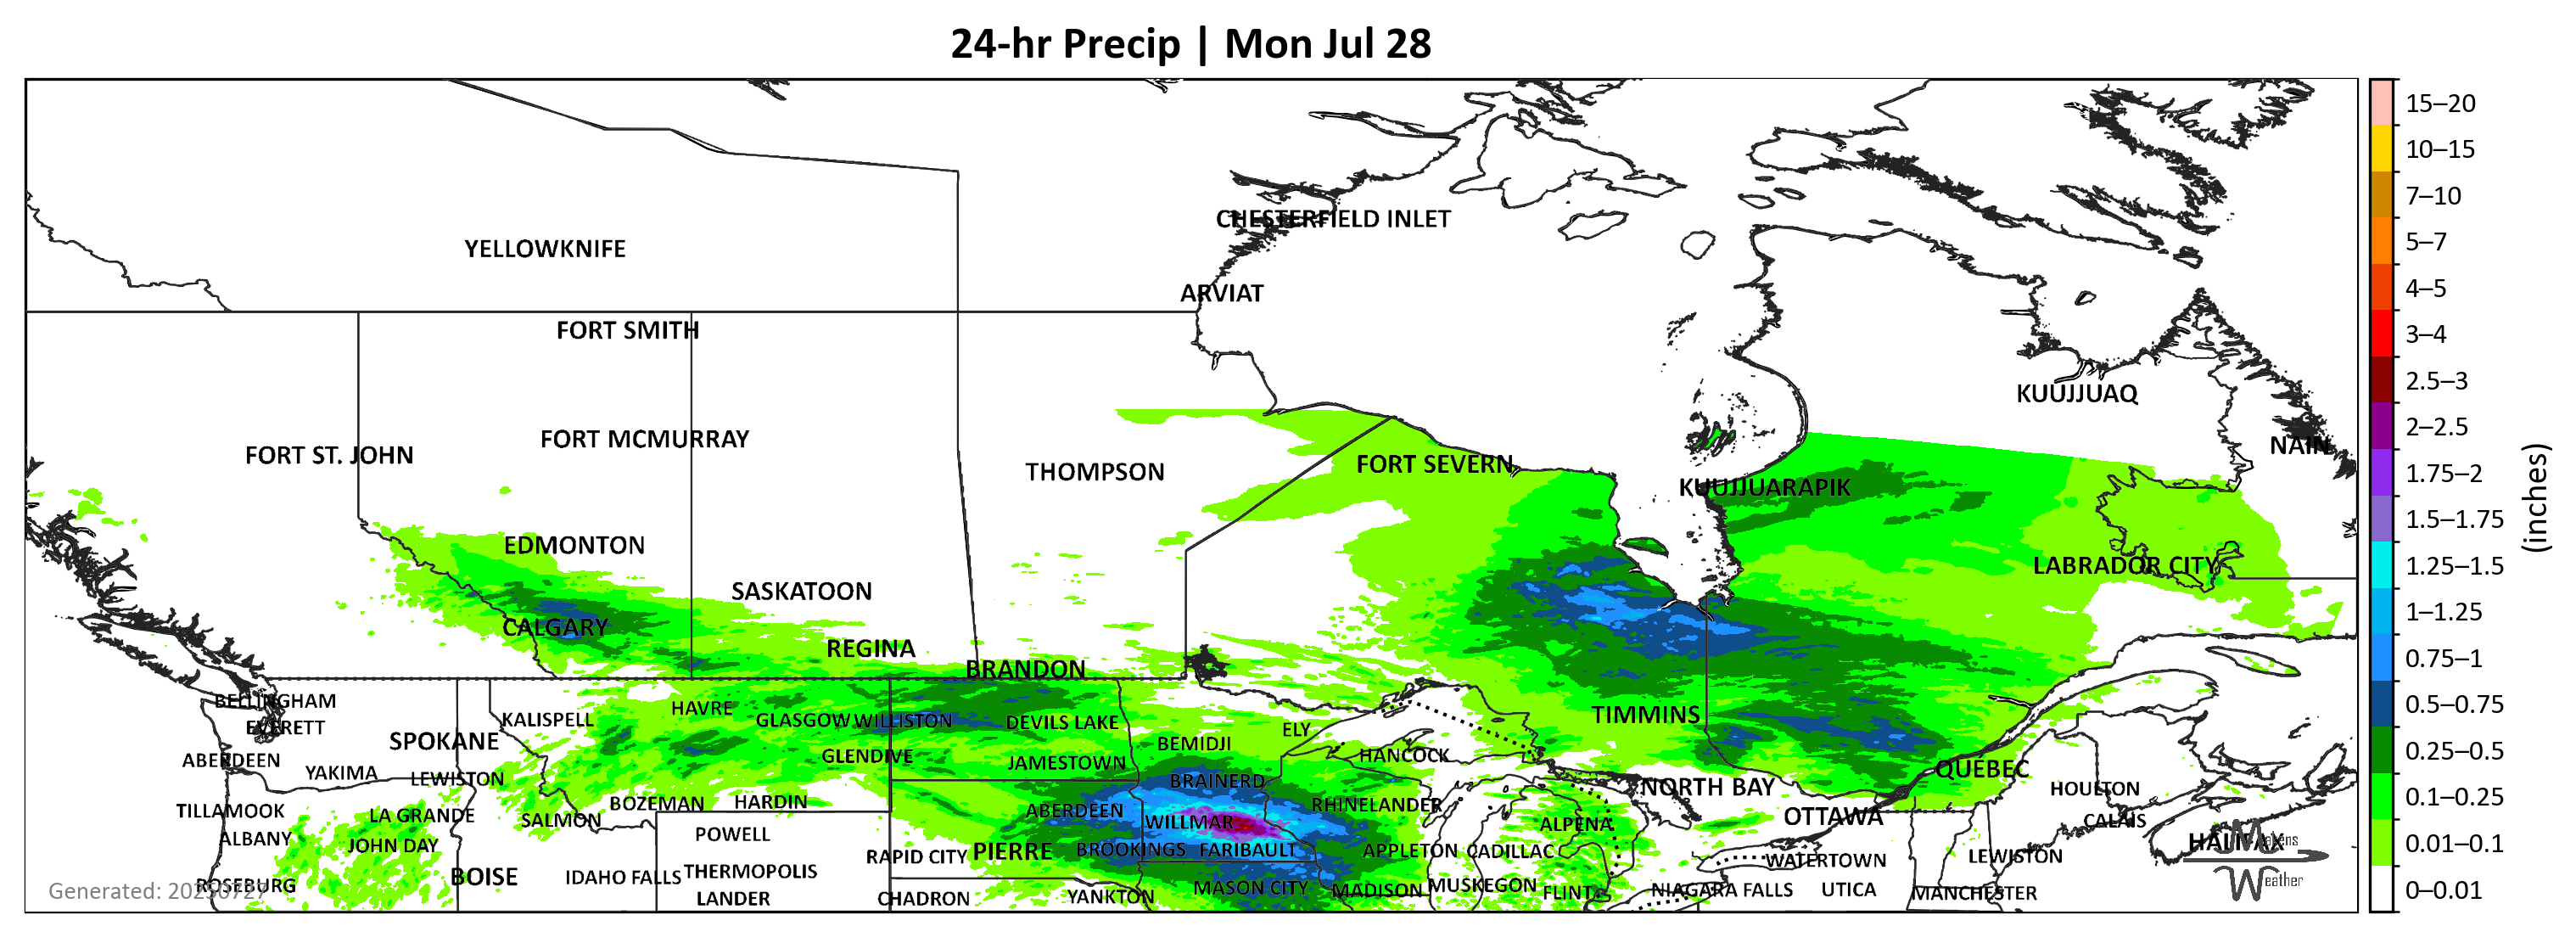 24-hr Precip | Mon Jul 28
CHESTERFIELD INLET
YELLOWKNIFE
ARVIAT
FORT SMITH
KUUJJUAQ
FORT ST. JOHN FORT MCMURRAY NAIN
THOMPSON FORT SEVERN
KUUJJUARAPIK
EDMONTON
LABRADOR CITY
SASKATOON
CALGARY
REGINA
BRANDON
BELLINGHAM
HAVRE
KALISPELL GLASGOW WILLISTON DEVILS LAKE TIMMINS
EVERETT ELY
SPOKANE BEMIDJI
ABERDEEN GLENDIVE JAMESTOWN HANCOCK
YAKIMA LEWISTON QUÉBEC
BRAINERD NORTH BAY HOULTON
TILLAMOOK BOZEMAN HARDIN ABERDEEN RHINELANDER
LA GRANDE SALMON WILLMAR ALPENA OTTAWA CALAIS
ALBANY POWELL HALIFAX
JOHN DAY RAPID CITY PIERRE BROOKINGS FARIBAULT APPLETON CADILLAC WATERTOWN LEWISTON
BOISE IDAHO FALLS THERMOPOLIS
ROSEBURG MASON CITY MADISON MUSKEGON FLINT NIAGARA FALLS UTICA MANCHESTER
LANDER CHADRON YANKTON
Generated: 20250727
Weather
15–20
10–15
7–10
5–7
4–5
3–4
2.5–3
2–2.5
1.75–2
1.5–1.75
1.25–1.5
1–1.25
0.75–1
0.5–0.75
0.25–0.5
0.1–0.25
0.01–0.1
0–0.01
(inches)